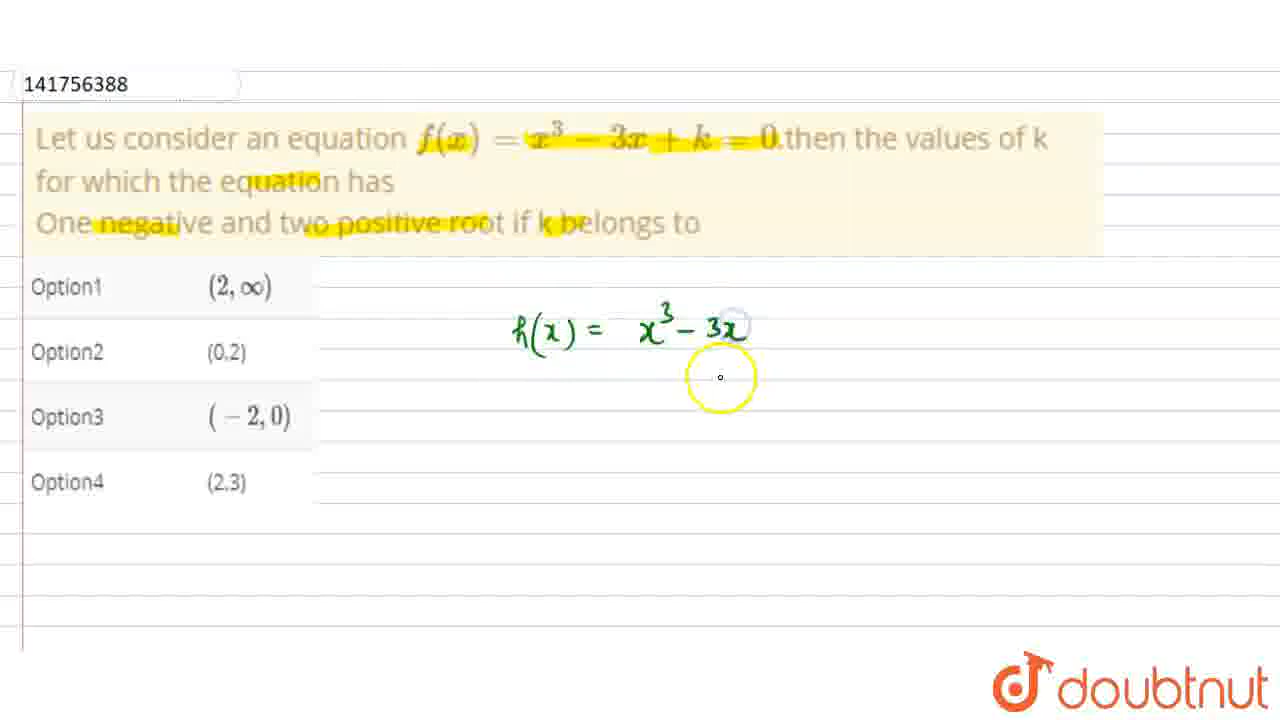 141756388
Let us consider an equation f(x) = x³ − 3x + k = 0.then the values of k
for which the equation has
One negative and two positive root if k belongs to
Option1 (2, ∞)
h(x) = x³ − 3x
Option2 (0,2)
Option3 ( − 2, 0)
Option4 (2,3)
doubtnut